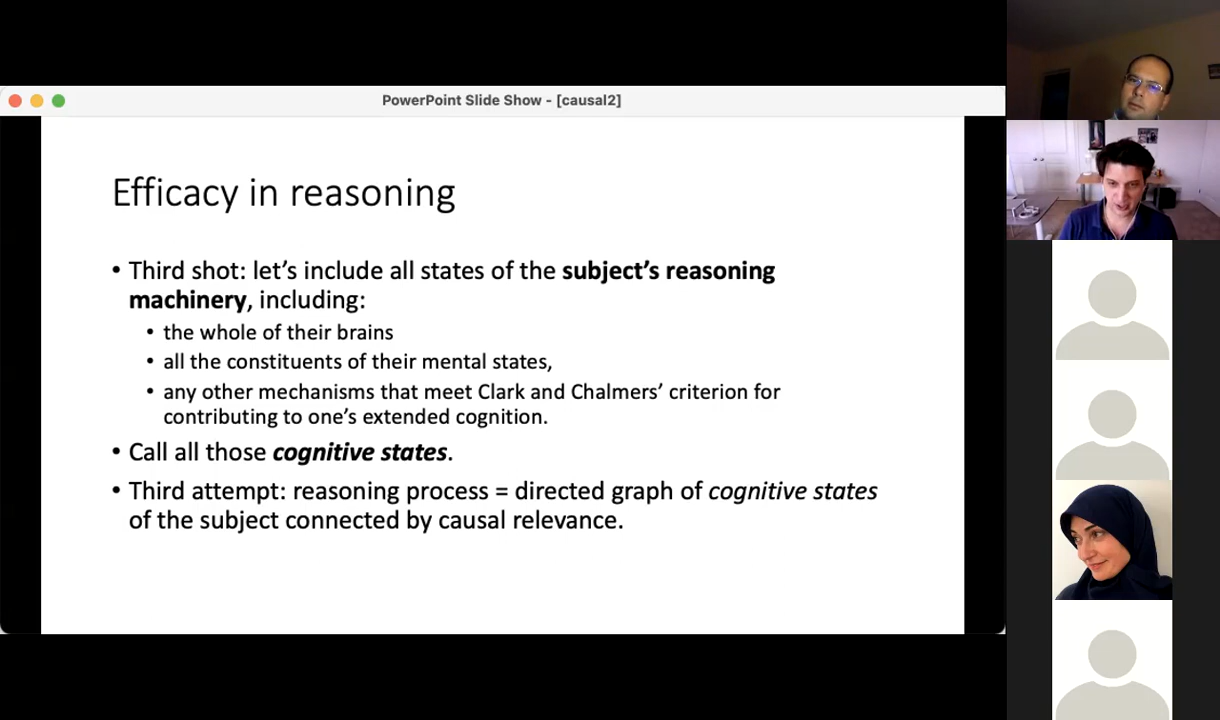 PowerPoint Slide Show - [causal2]
Efficacy in reasoning
• Third shot: let’s include all states of the subject’s reasoning
machinery, including:
• the whole of their brains
• all the constituents of their mental states,
• any other mechanisms that meet Clark and Chalmers’ criterion for
contributing to one’s extended cognition.
• Call all those cognitive states.
• Third attempt: reasoning process = directed graph of cognitive states
of the subject connected by causal relevance.